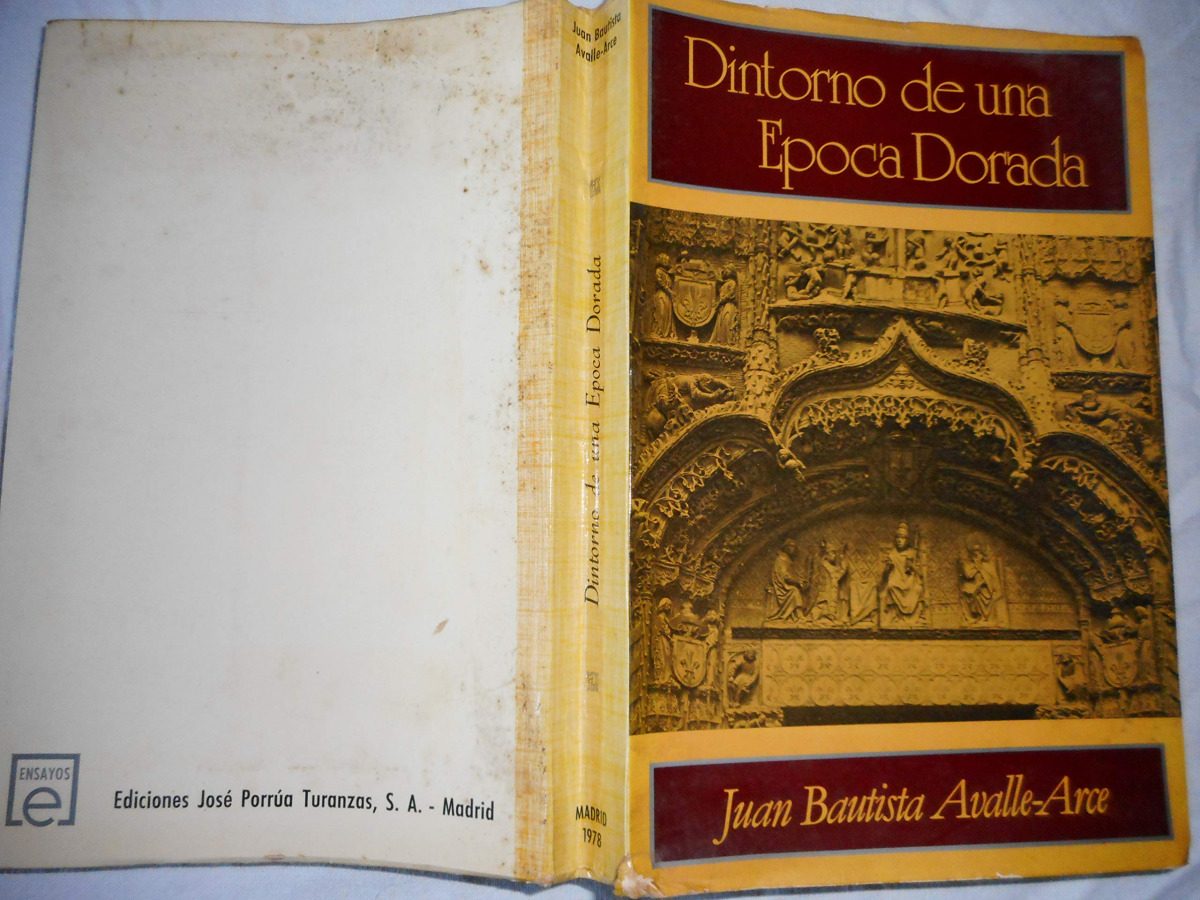 Dintorno de una
Epoca Dorada
Juan Bautista Avalle-Arce
Juan Bautista
Avalle-Arce
Dintorno de una Epoca Dorada
MADRID
1978
ENSAYOS
e
Ediciones José Porrúa Turanzas, S. A. - Madrid